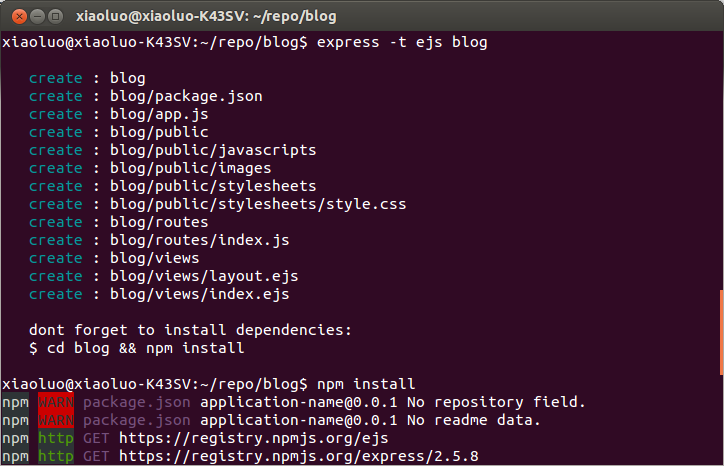 xiaoluo@xiaoluo-K43SV: ~/repo/blog
xiaoluo@xiaoluo-K43SV:~/repo/blog$ express -t ejs blog
create : blog
create : blog/package.json
create : blog/app.js
create : blog/public
create : blog/public/javascripts
create : blog/public/images
create : blog/public/stylesheets
create : blog/public/stylesheets/style.css
create : blog/routes
create : blog/routes/index.js
create : blog/views
create : blog/views/layout.ejs
create : blog/views/index.ejs
dont forget to install dependencies:
$ cd blog && npm install
xiaoluo@xiaoluo-K43SV:~/repo/blog$ npm install
npm WARN package.json application-name@0.0.1 No repository field.
npm WARN package.json application-name@0.0.1 No readme data.
npm http GET https://registry.npmjs.org/ejs
npm http GET https://registry.npmjs.org/express/2.5.8